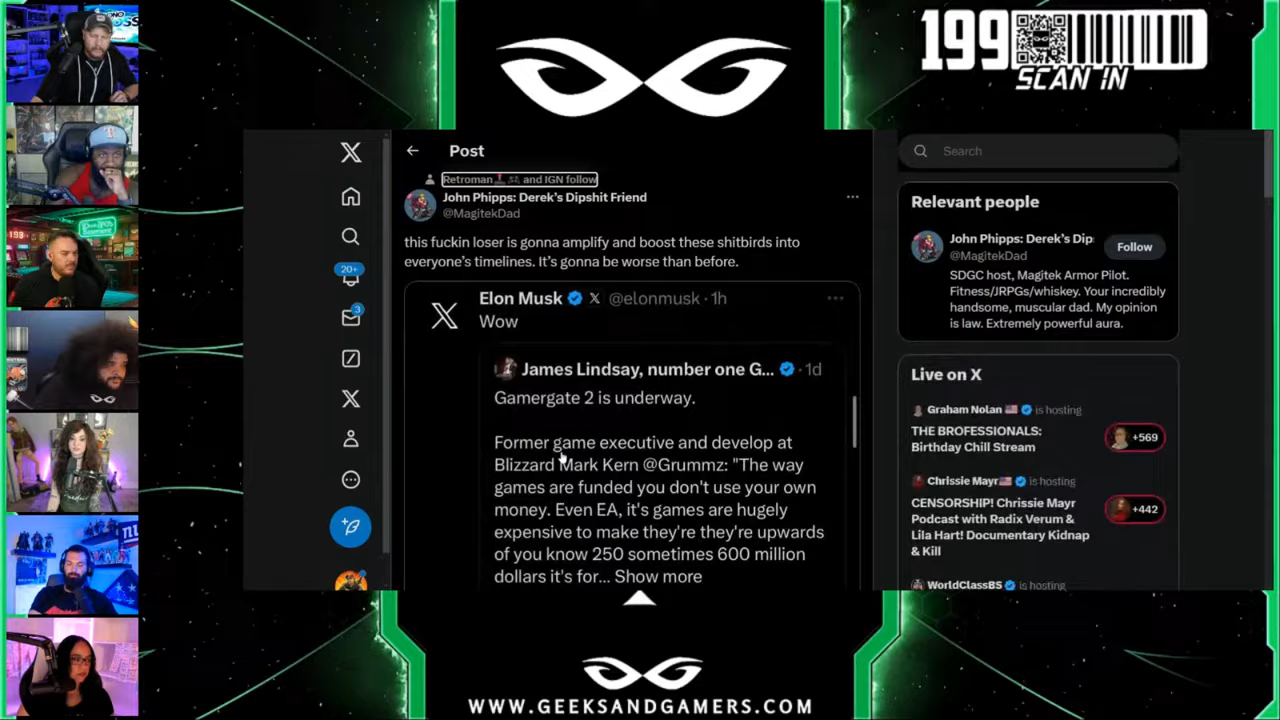 199
SCAN IN
Post
Retroman and IGN follow
John Phipps: Derek's Dipshit Friend
@MagitekDad
this fuckin loser is gonna amplify and boost these shitbirds into
everyone's timelines. It's gonna be worse than before.
Elon Musk @elonmusk · 1h
Wow
James Lindsay, number one G... · 1d
Gamergate 2 is underway.
Former game executive and develop at
Blizzard Mark Kern @Grummz: "The way
games are funded you don't use your own
money. Even EA, it's games are hugely
expensive to make they're they're upwards
of you know 250 sometimes 600 million
dollars it's for... Show more
20+
3
Search
Relevant people
John Phipps: Derek's Dip
@MagitekDad
Follow
SDGC host, Magitek Armor Pilot.
Fitness/JRPGs/whiskey. Your incredibly
handsome, muscular dad. My opinion
is law. Extremely powerful aura.
Live on X
Graham Nolan is hosting
THE BROFESSIONALS:
Birthday Chill Stream
+569
Chrissie Mayr is hosting
CENSORSHIP! Chrissie Mayr
Podcast with Radix Verum &
Lila Hart! Documentary Kidnap
& Kill
+442
WorldClassBS is hosting
WWW.GEEKSANDGAMERS.COM